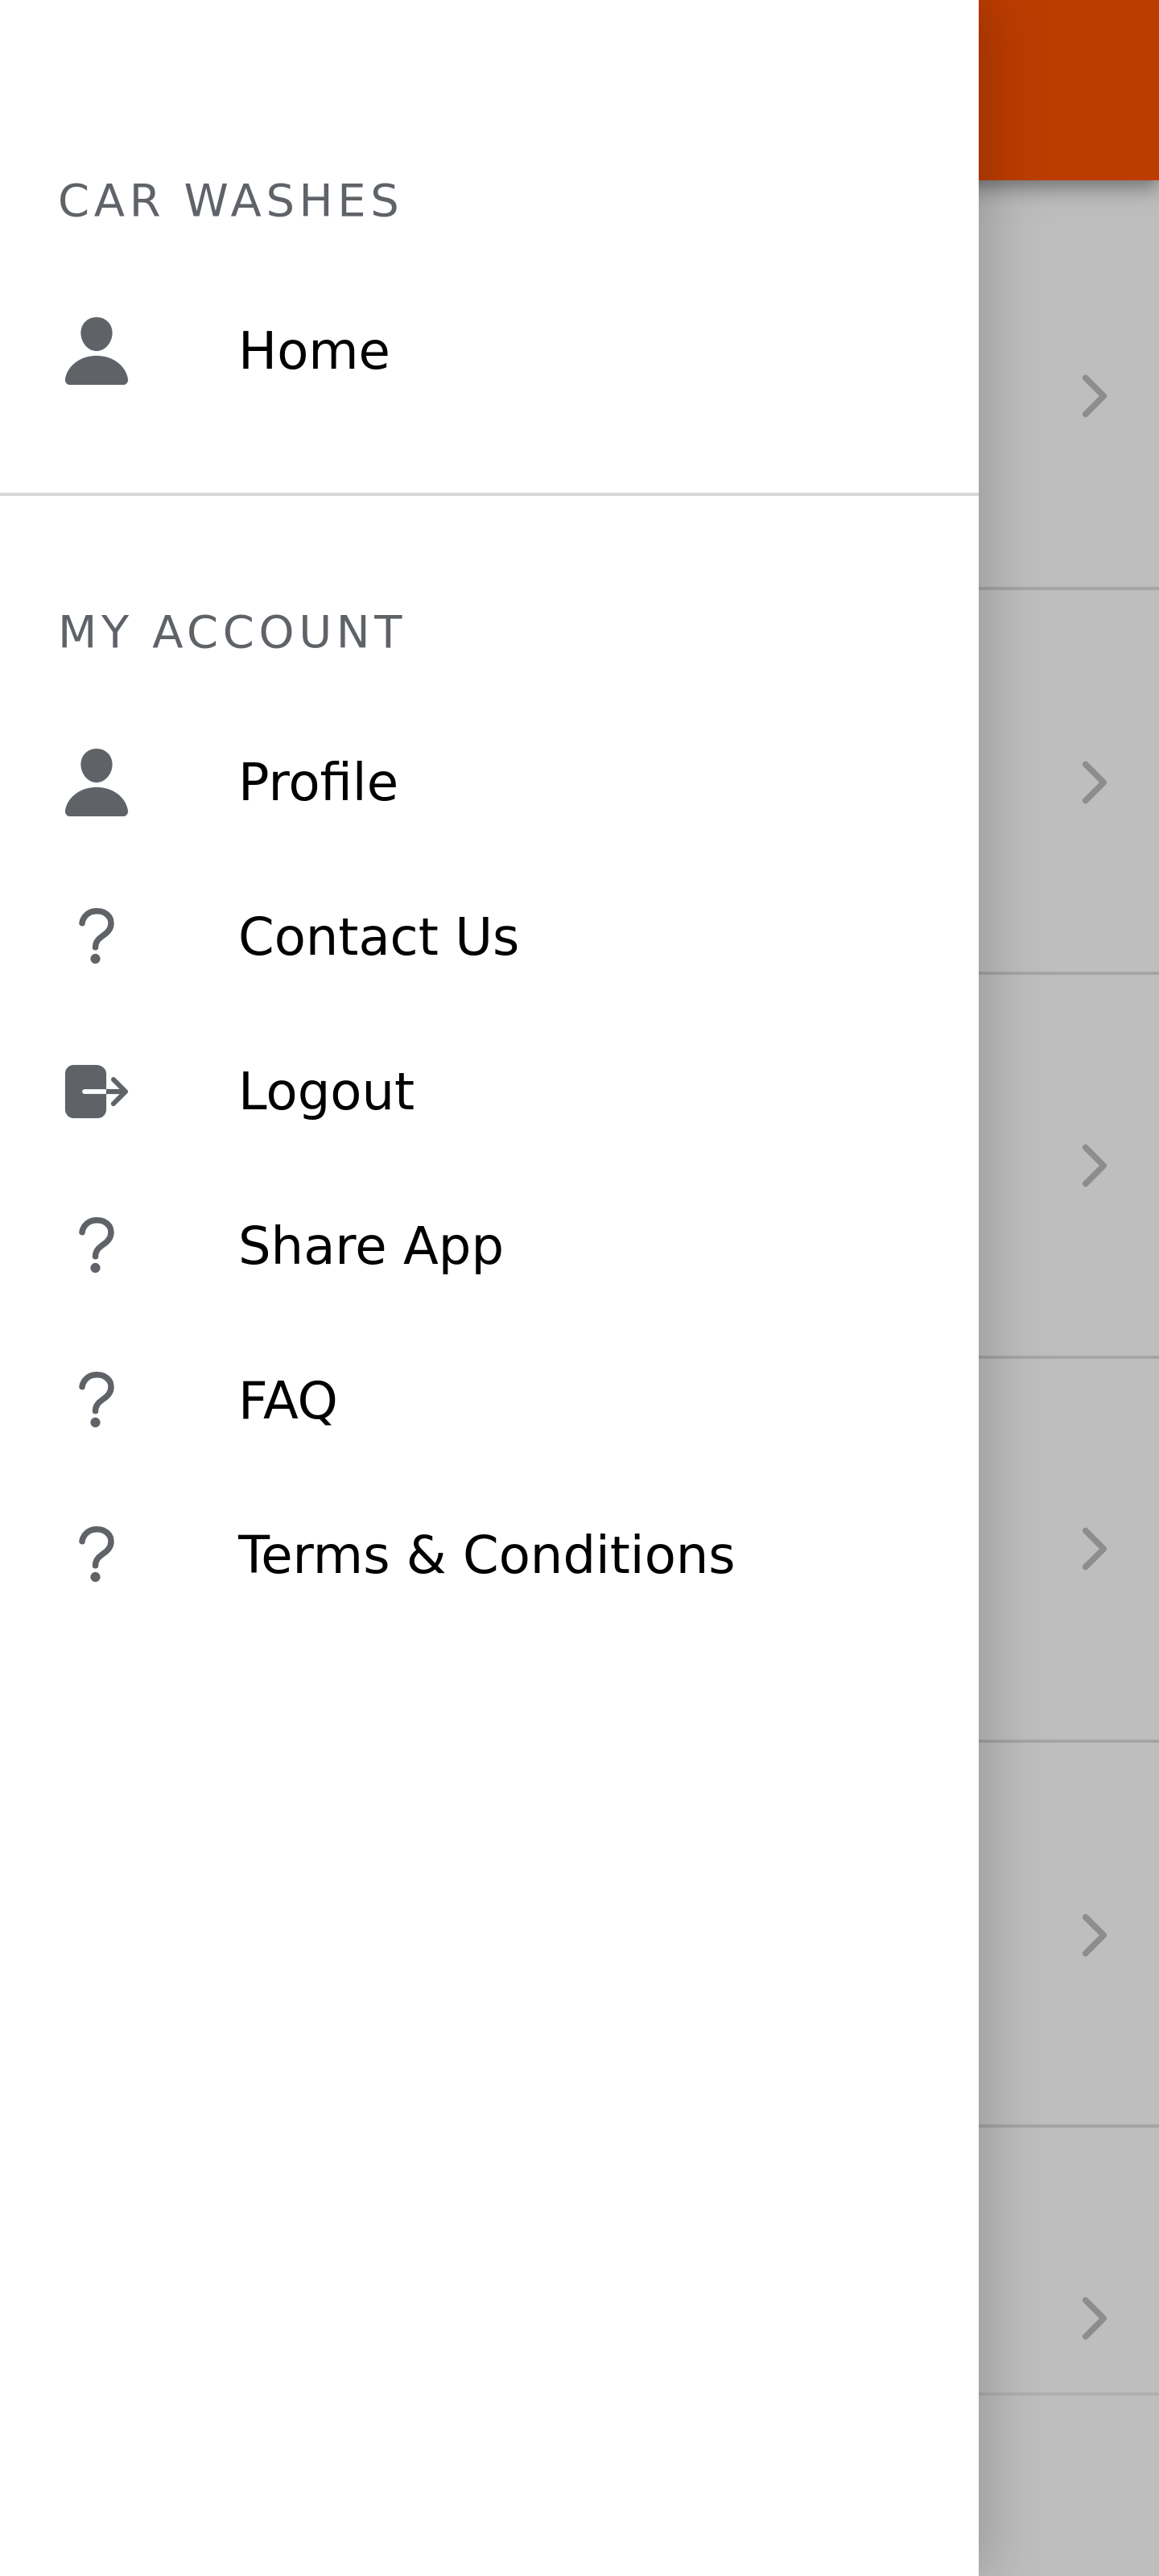 CAR WASHES
Home
MY ACCOUNT
Profile
Contact Us
Logout
Share App
FAQ
Terms & Conditions